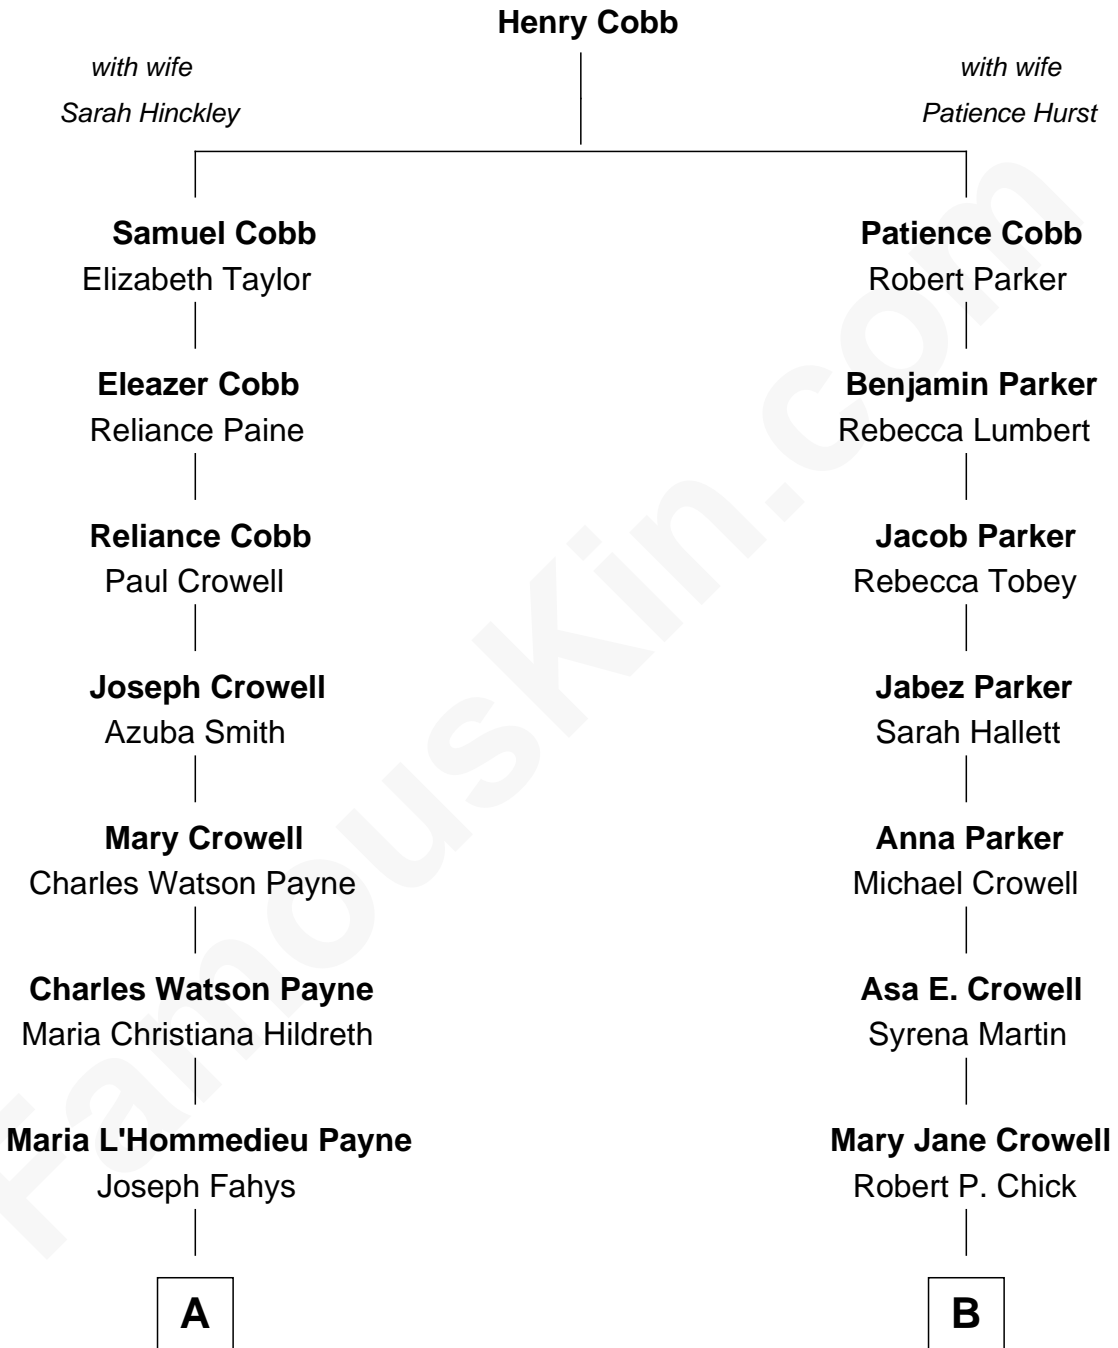 Henry Cobb
with wife
Sarah Hinckley
with wife
Patience Hurst
Samuel Cobb
Elizabeth Taylor
Patience Cobb
Robert Parker
Eleazer Cobb
Reliance Paine
Benjamin Parker
Rebecca Lumbert
Reliance Cobb
Paul Crowell
Jacob Parker
Rebecca Tobey
Joseph Crowell
Azuba Smith
Jabez Parker
Sarah Hallett
Mary Crowell
Charles Watson Payne
Anna Parker
Michael Crowell
Charles Watson Payne
Maria Christiana Hildreth
Asa E. Crowell
Syrena Martin
Maria L'Hommedieu Payne
Joseph Fahys
Mary Jane Crowell
Robert P. Chick
A
B
FamousKin.com